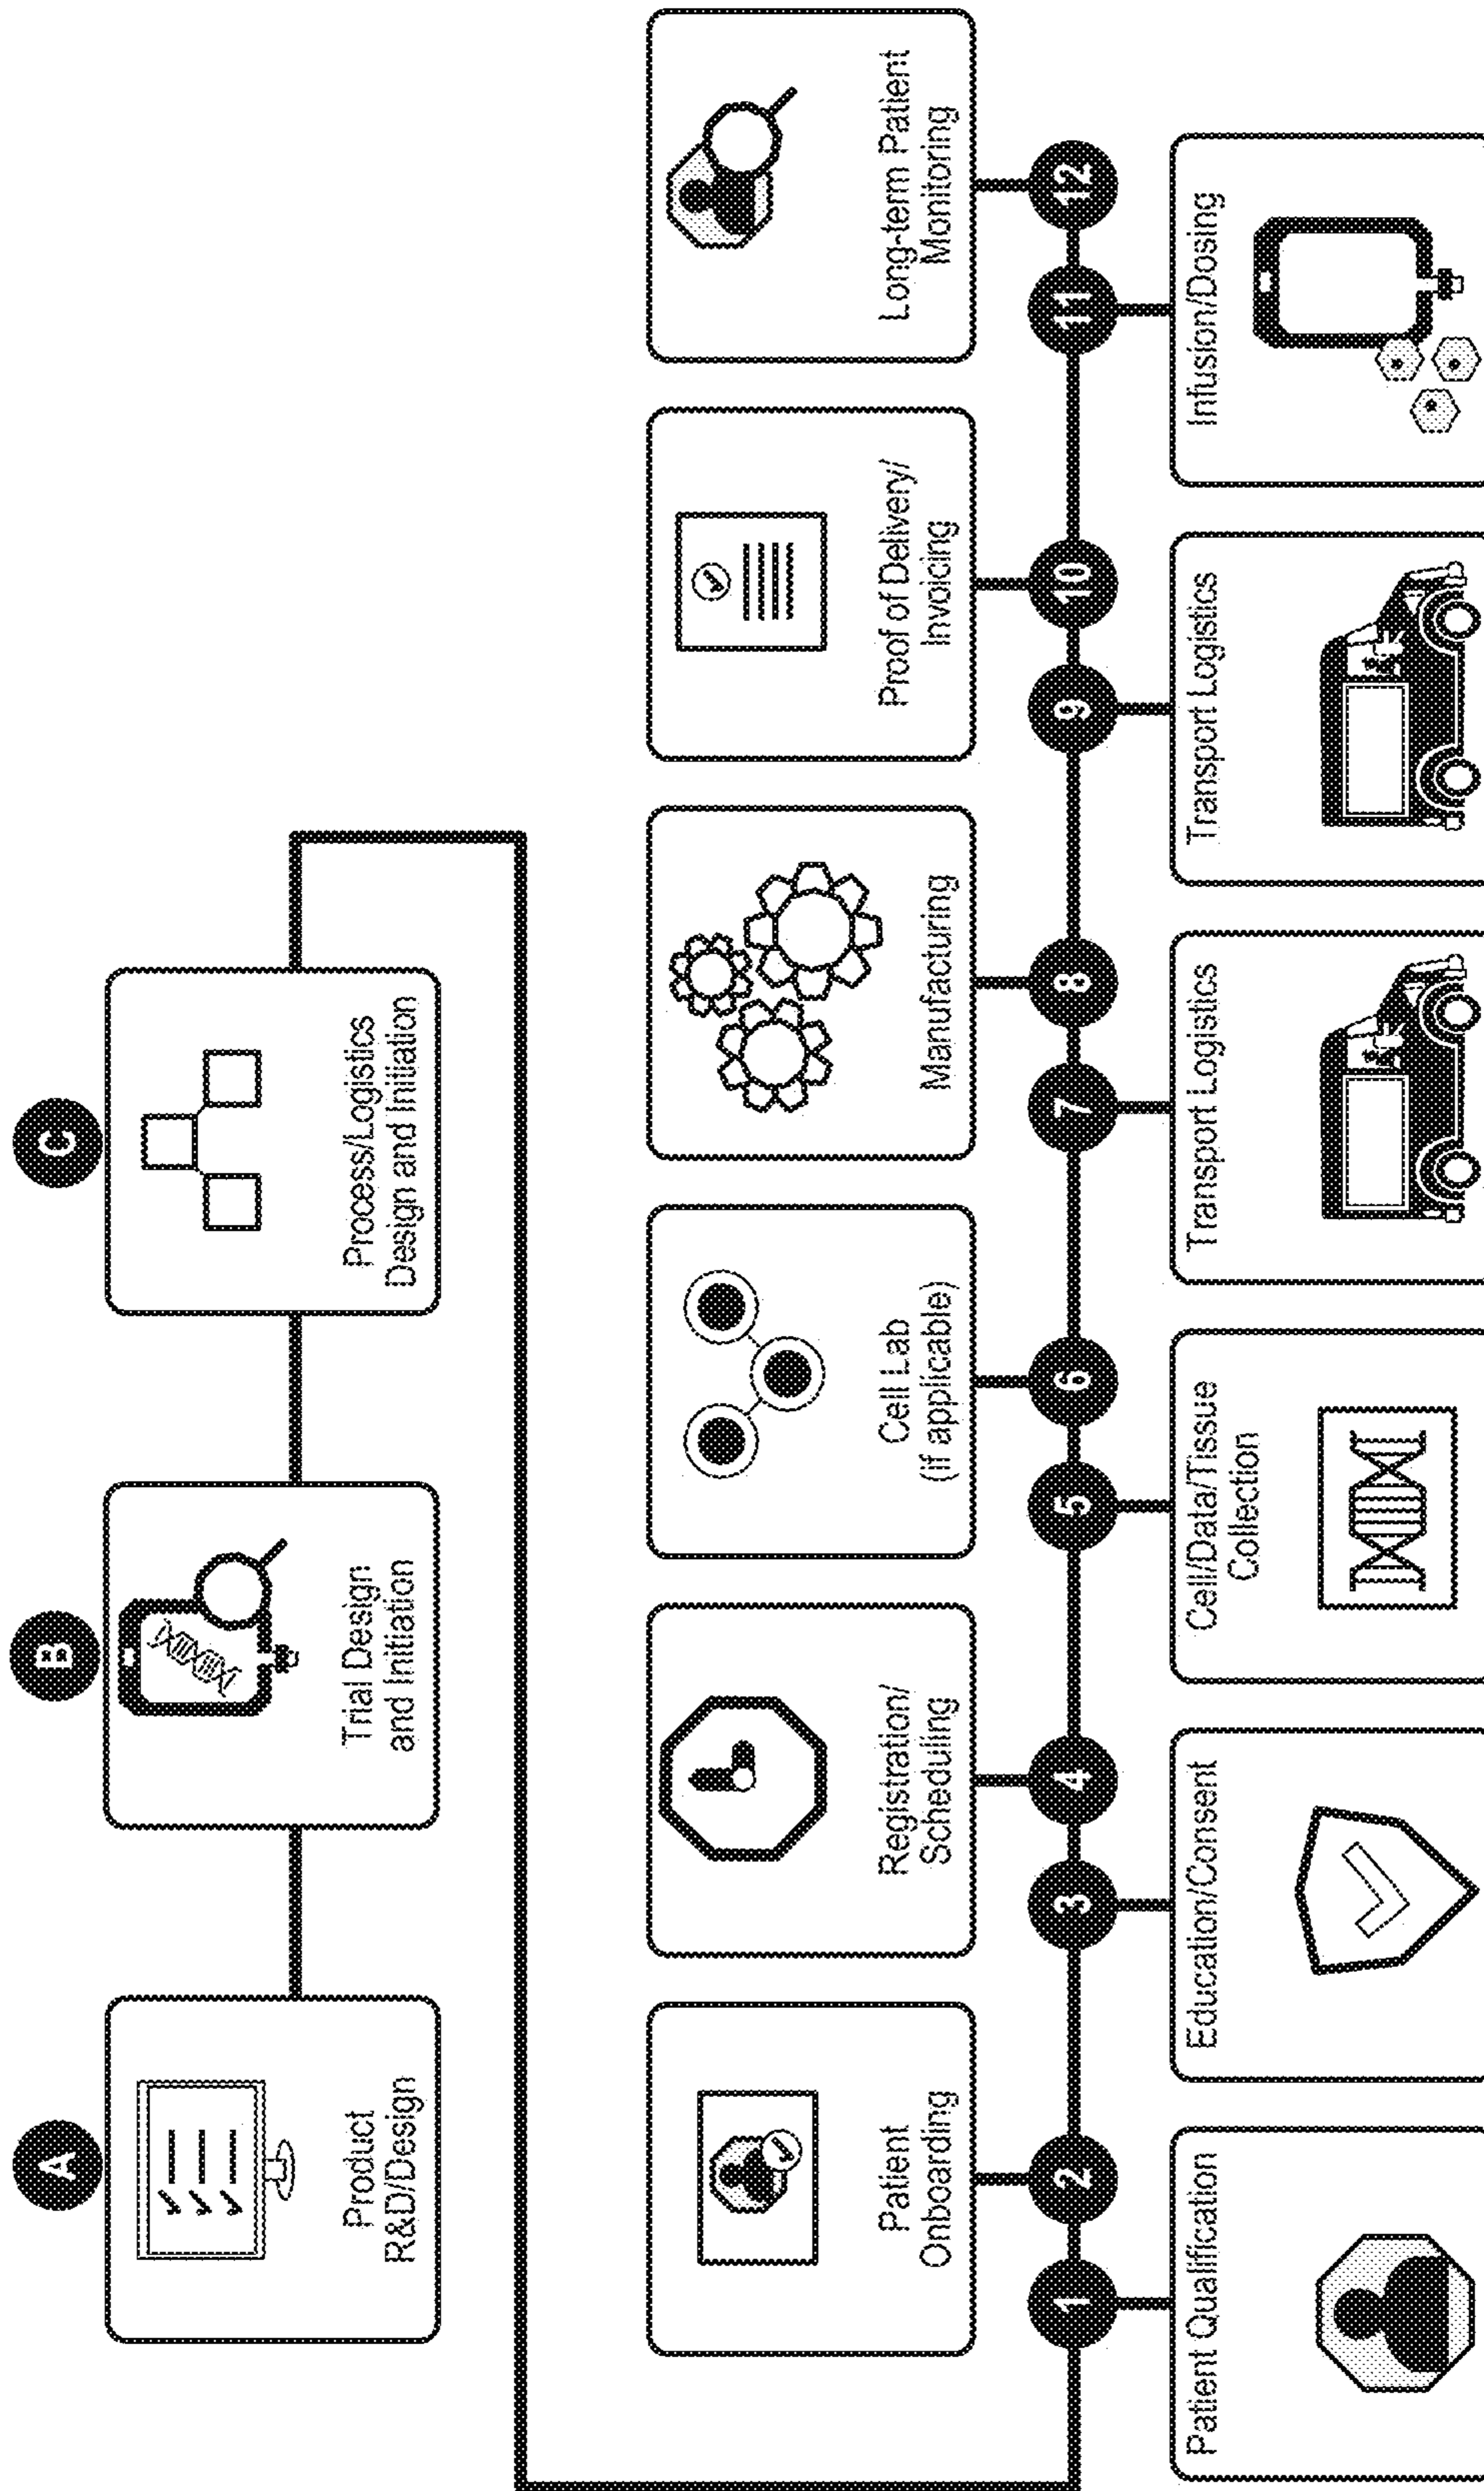 A
Product
R&D/Design
B
Trial Design
and Initiation
C
Process/Logistics
Design and Initiation
Patient
Onboarding
Registration/
Scheduling
Cell Lab
(if applicable)
Manufacturing
Proof of Delivery/
Invoicing
Long-term Patient
Monitoring
1
2
3
4
5
6
7
8
9
10
11
12
Patient Qualification
Education/Consent
Cell/Data/Tissue
Collection
Transport Logistics
Transport Logistics
Infusion/Dosing